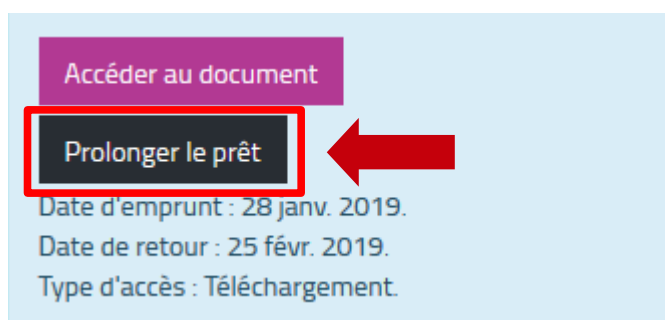 Accéder au document
Prolonger le prêt
Date d'emprunt : 28 janv. 2019.
Date de retour : 25 févr. 2019.
Type d'accès : Téléchargement.